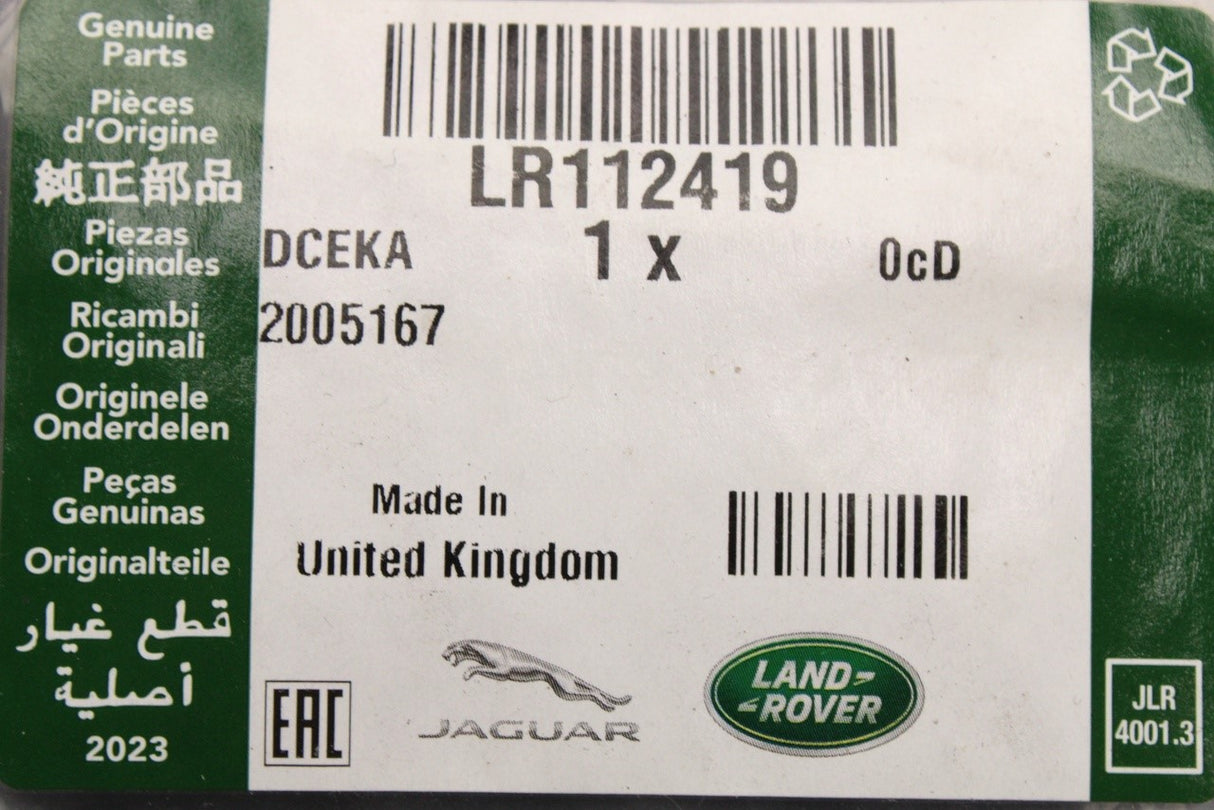 Genuine
Parts
Pièces
d'Origine
純正部品
Piezas
Originales
Ricambi
Originali
Originele
Onderdelen
Peças
Genuinas
Originalteile
قطع غيار
أصلية
2023
LR112419
DCEKA 1 x 0cD
2005167
Made In
United Kingdom
EAC
JAGUAR
LAND-
-ROVER
JLR
4001.3